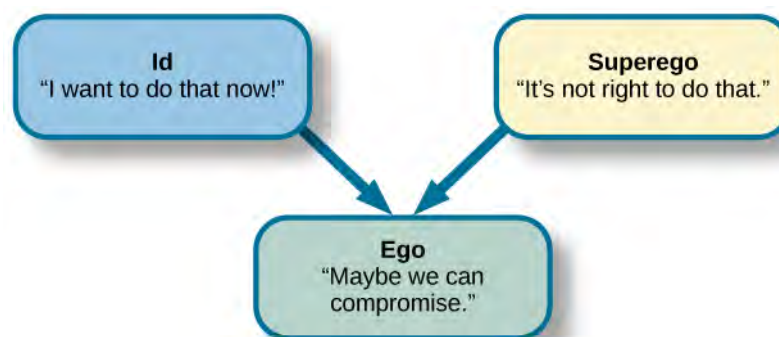 Id
“I want to do that now!”
Superego
“It’s not right to do that.”
Ego
“Maybe we can
compromise.”